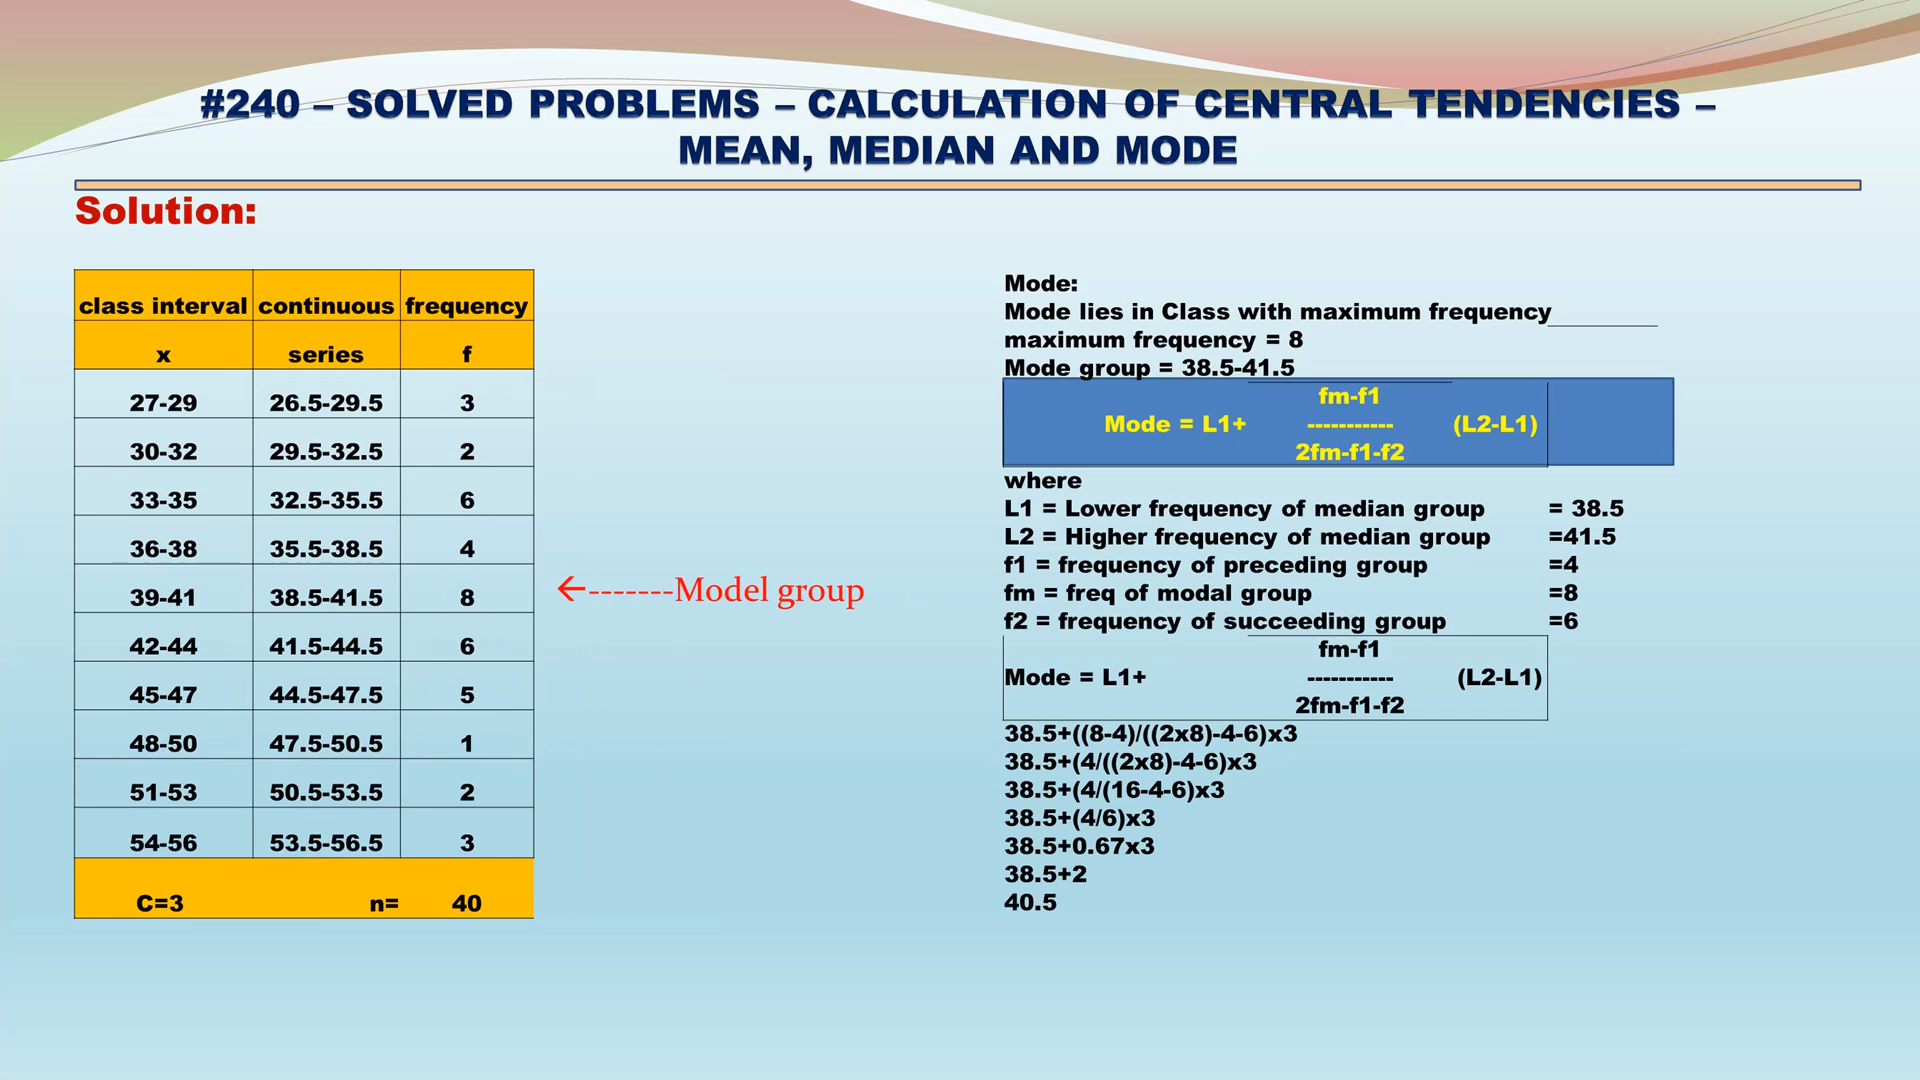 #240 – SOLVED PROBLEMS – CALCULATION OF CENTRAL TENDENCIES –
MEAN, MEDIAN AND MODE
Solution:
class interval continuous frequency
x series f
27-29 26.5-29.5 3
30-32 29.5-32.5 2
33-35 32.5-35.5 6
36-38 35.5-38.5 4
39-41 38.5-41.5 8
42-44 41.5-44.5 6
45-47 44.5-47.5 5
48-50 47.5-50.5 1
51-53 50.5-53.5 2
54-56 53.5-56.5 3
C=3 n= 40
←-------Model group
Mode:
Mode lies in Class with maximum frequency
maximum frequency = 8
Mode group = 38.5-41.5
fm-f1
Mode = L1+ ----------- (L2-L1)
2fm-f1-f2
where
L1 = Lower frequency of median group = 38.5
L2 = Higher frequency of median group =41.5
f1 = frequency of preceding group =4
fm = freq of modal group =8
f2 = frequency of succeeding group =6
fm-f1
Mode = L1+ ----------- (L2-L1)
2fm-f1-f2
38.5+((8-4)/((2x8)-4-6)x3
38.5+(4/((2x8)-4-6)x3
38.5+(4/(16-4-6)x3
38.5+(4/6)x3
38.5+0.67x3
38.5+2
40.5